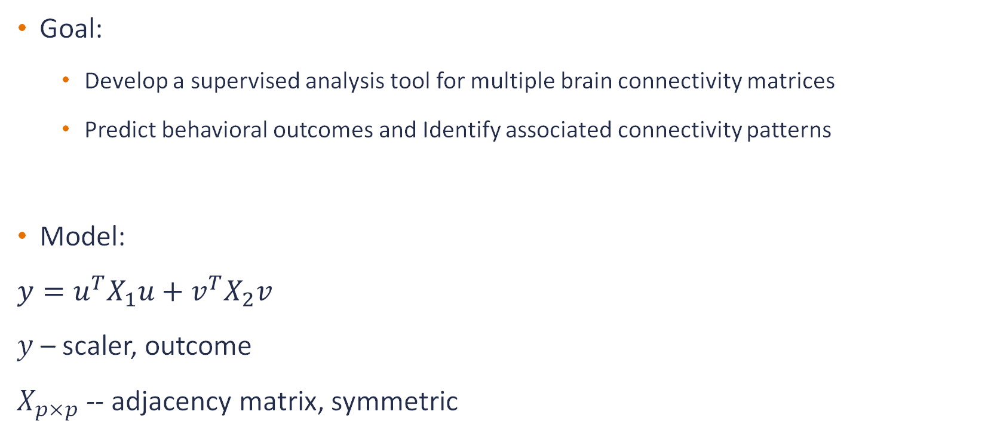 • Goal:
• Develop a supervised analysis tool for multiple brain connectivity matrices
• Predict behavioral outcomes and Identify associated connectivity patterns
• Model:
$y = u^T X_1 u + v^T X_2 v$
$y$ – scaler, outcome
$X_{p \times p}$ -- adjacency matrix, symmetric